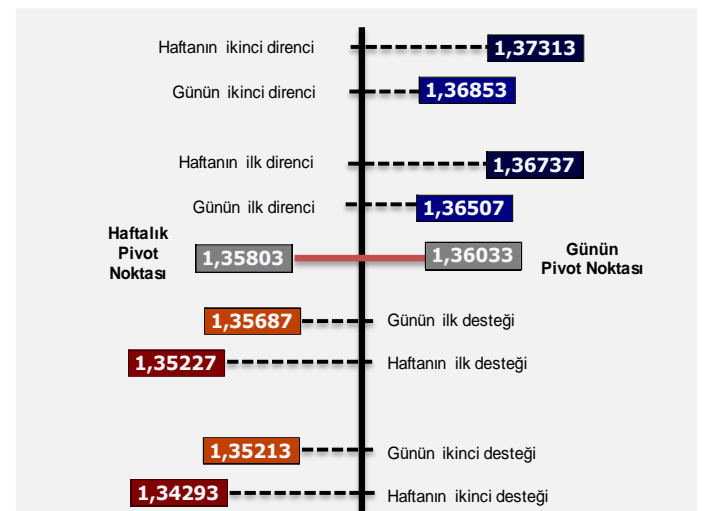 Haftanın ikinci direnci 1,37313
Günün ikinci direnci 1,36853
Haftanın ilk direnci 1,36737
Günün ilk direnci 1,36507
Haftalık
Pivot
Noktası
1,35803 1,36033
Günün
Pivot Noktası
1,35687 Günün ilk desteği
1,35227 Haftanın ilk desteği
1,35213 Günün ikinci desteği
1,34293 Haftanın ikinci desteği